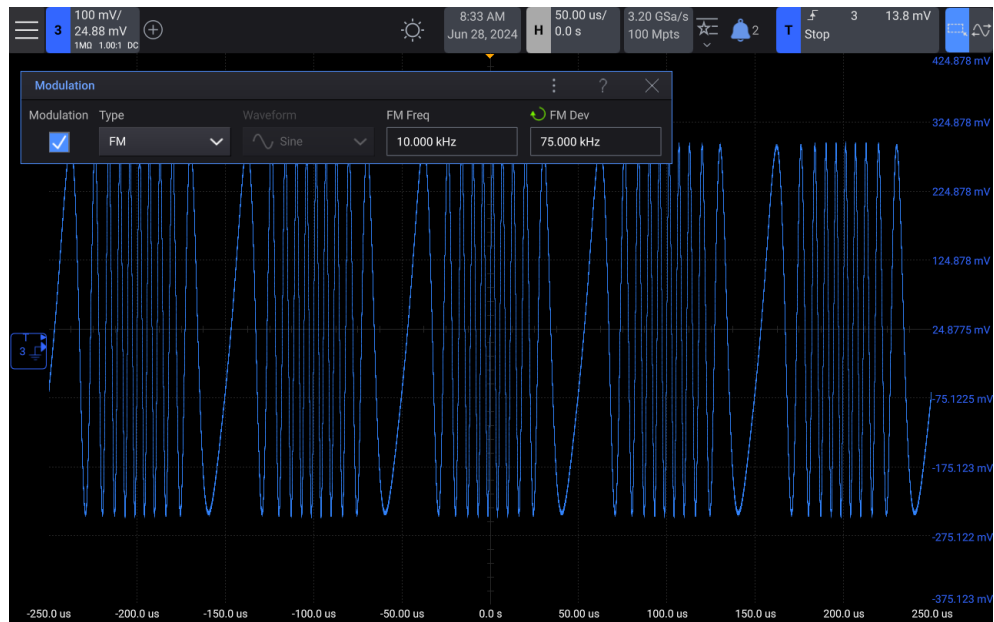 100 mV/
3
24.88 mV
1MΩ 1.00:1 DC
8:33 AM
Jun 28, 2024
H
50.00 us/
0.0 s
3.20 GSa/s
100 Mpts
2
T
3
13.8 mV
Stop
424.878 mV
Modulation
?
Modulation
Type
Waveform
FM Freq
FM Dev
FM
Sine
10.000 kHz
75.000 kHz
324.878 mV
224.878 mV
124.878 mV
T
3
24.8775 mV
-75.1225 mV
-175.123 mV
-275.122 mV
-375.123 mV
-250.0 us
-200.0 us
-150.0 us
-100.0 us
-50.00 us
0.0 s
50.00 us
100.0 us
150.0 us
200.0 us
250.0 us